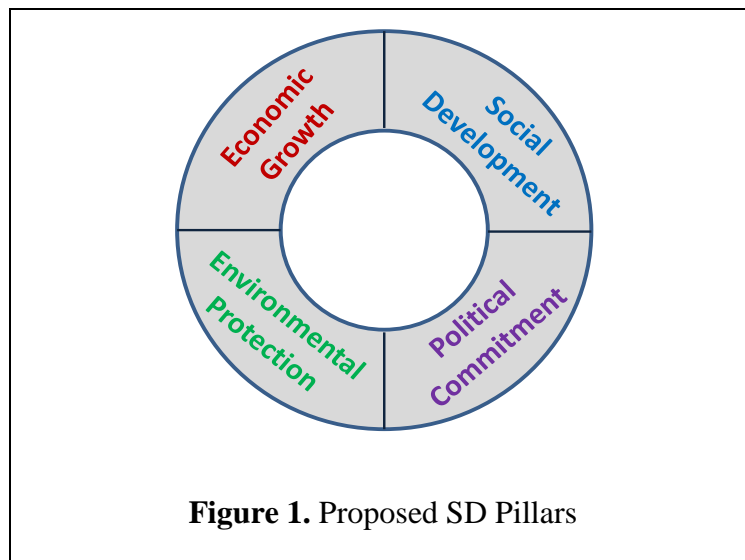 Economic
Growth
Social
Development
Environmental
Protection
Political
Commitment
Figure 1. Proposed SD Pillars